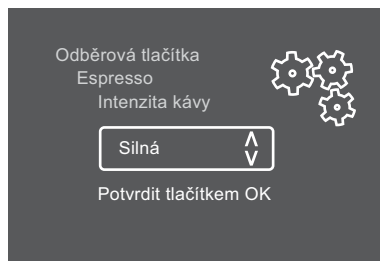 Odběrová tlačítka
Espresso
Intenzita kávy
Silná
Potvrdit tlačítkem OK